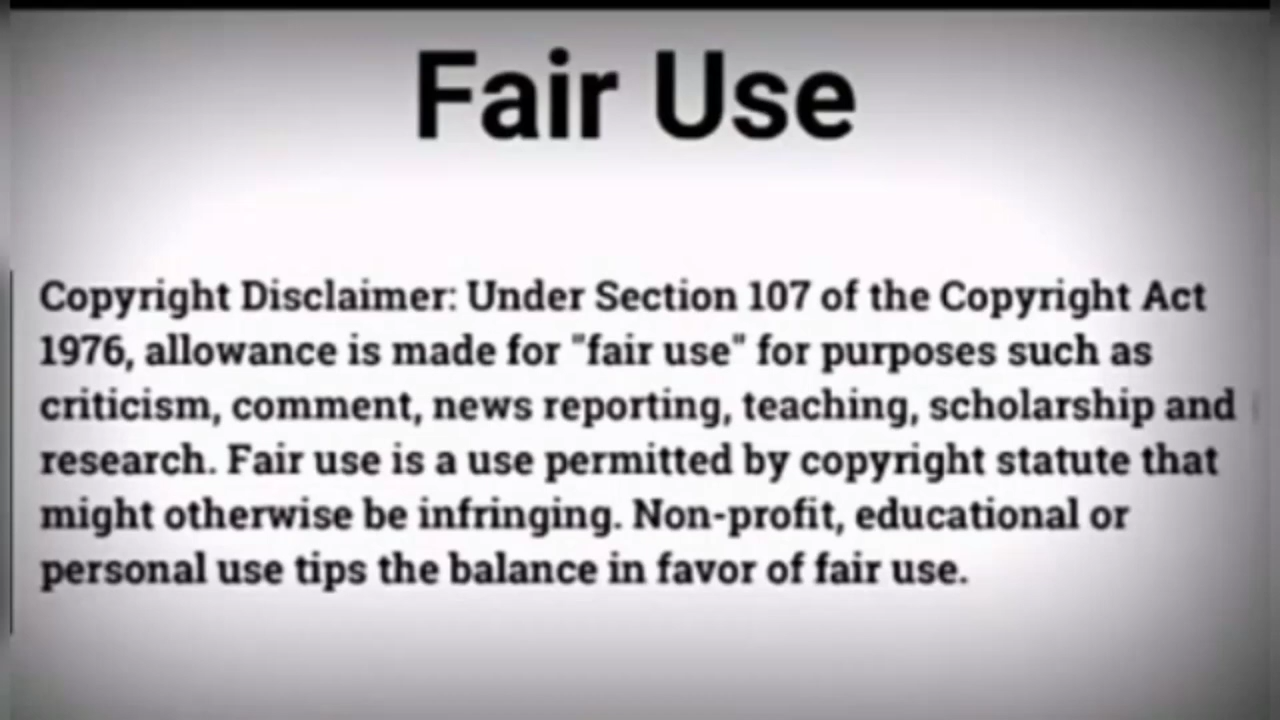 Fair Use
Copyright Disclaimer: Under Section 107 of the Copyright Act
1976, allowance is made for "fair use" for purposes such as
criticism, comment, news reporting, teaching, scholarship and
research. Fair use is a use permitted by copyright statute that
might otherwise be infringing. Non-profit, educational or
personal use tips the balance in favor of fair use.